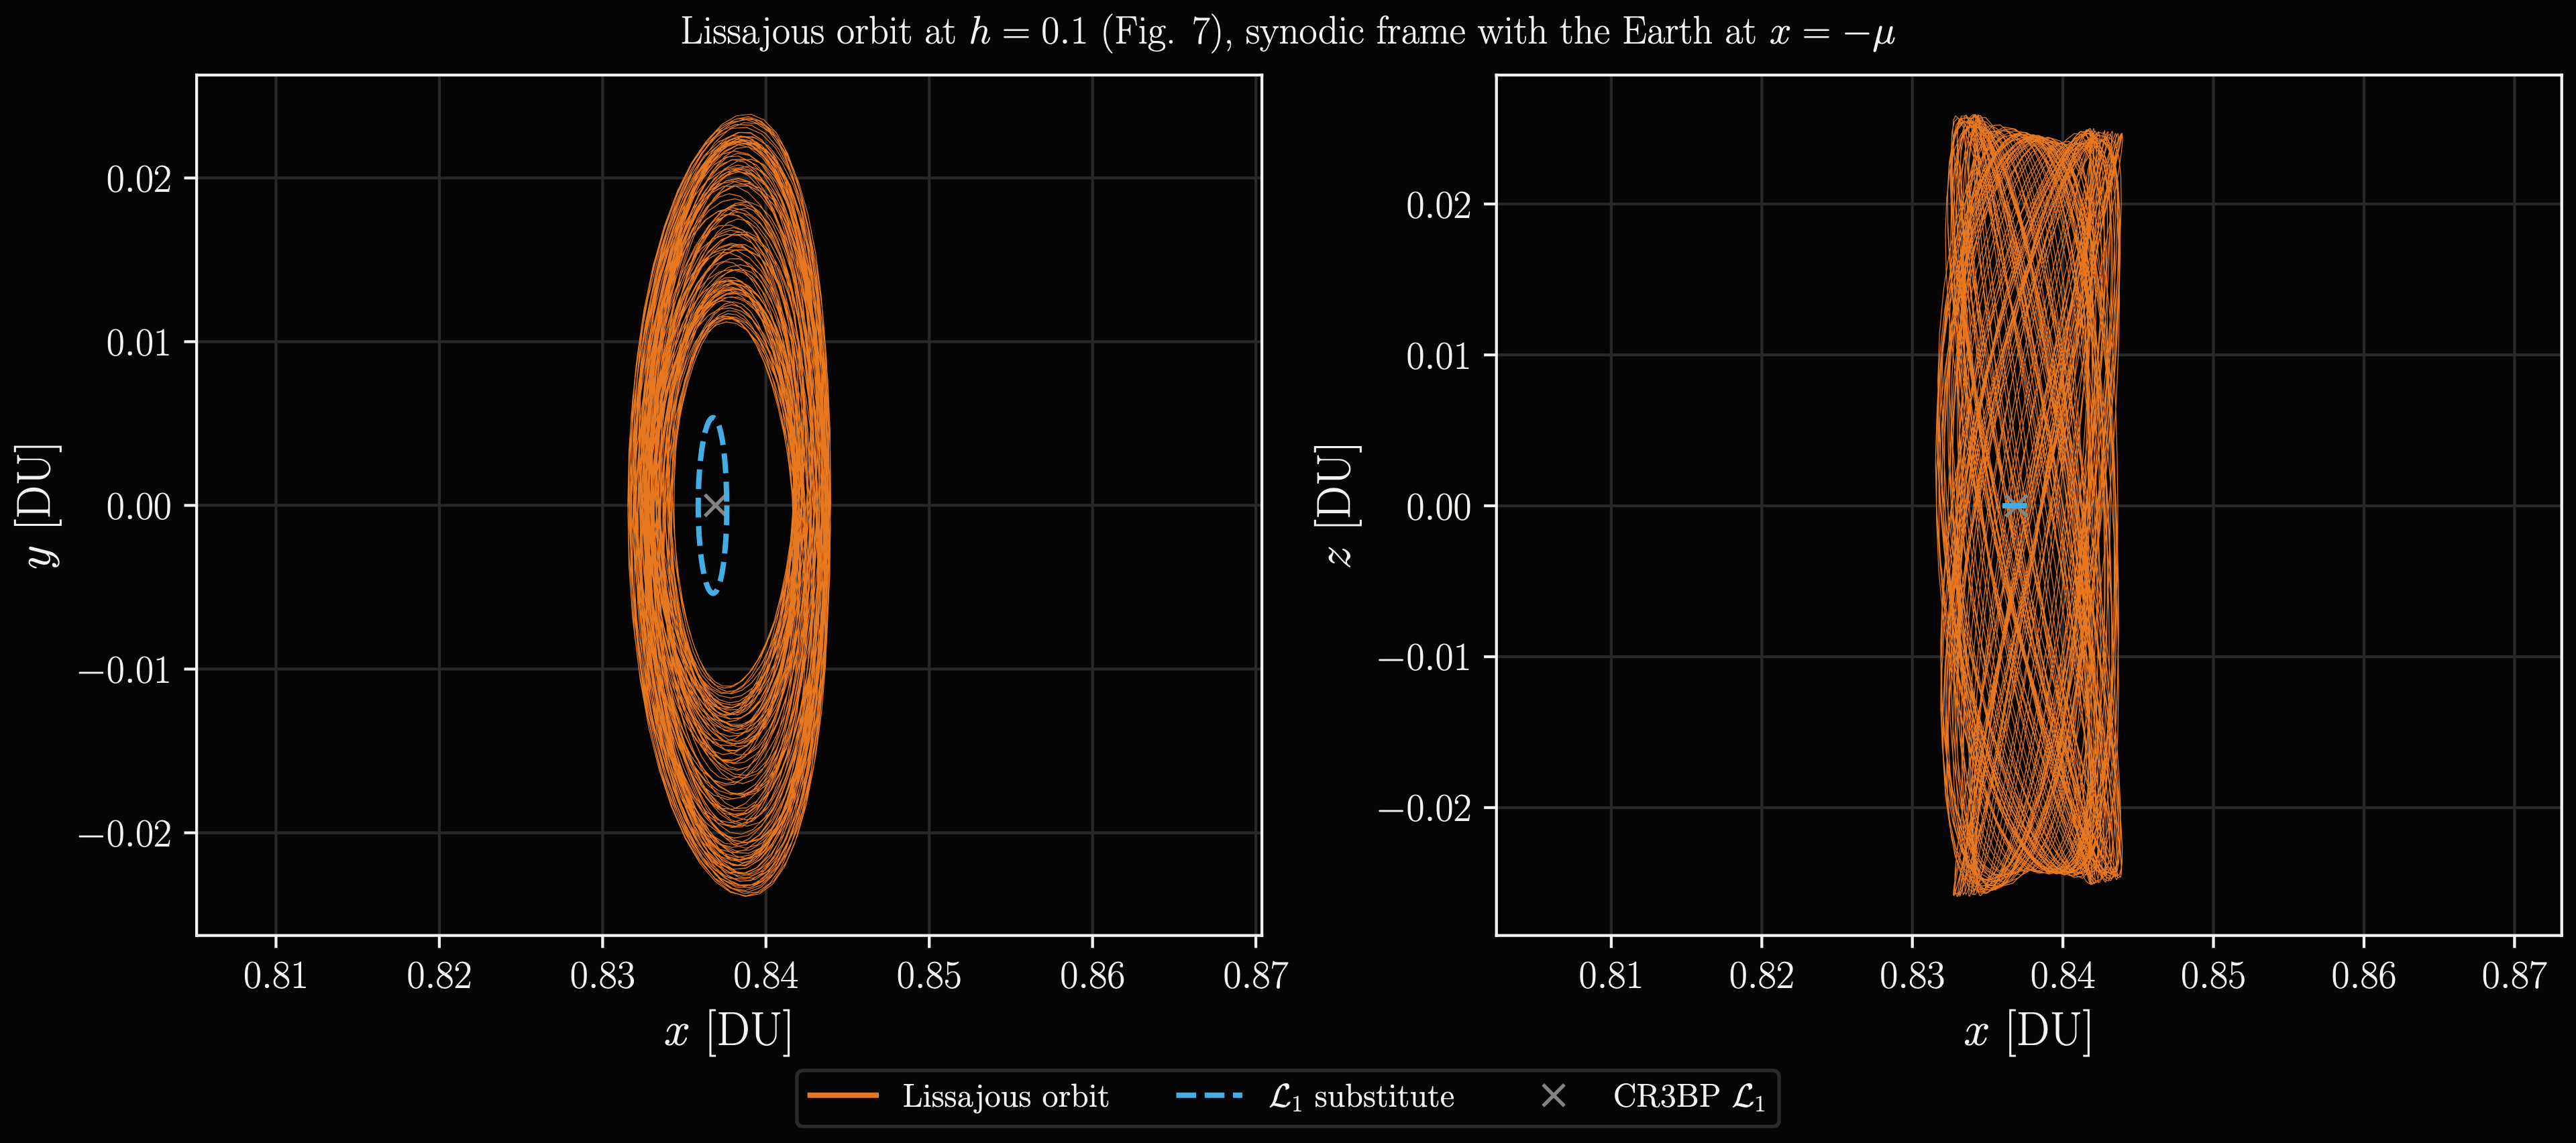 Lissajous orbit at h = 0.1 (Fig. 7), synodic frame with the Earth at x = −μ
y [DU]
0.02
0.01
0.00
−0.01
−0.02
0.81 0.82 0.83 0.84 0.85 0.86 0.87
x [DU]
z [DU]
0.02
0.01
0.00
−0.01
−0.02
0.81 0.82 0.83 0.84 0.85 0.86 0.87
x [DU]
Lissajous orbit
ℒ₁ substitute
CR3BP ℒ₁